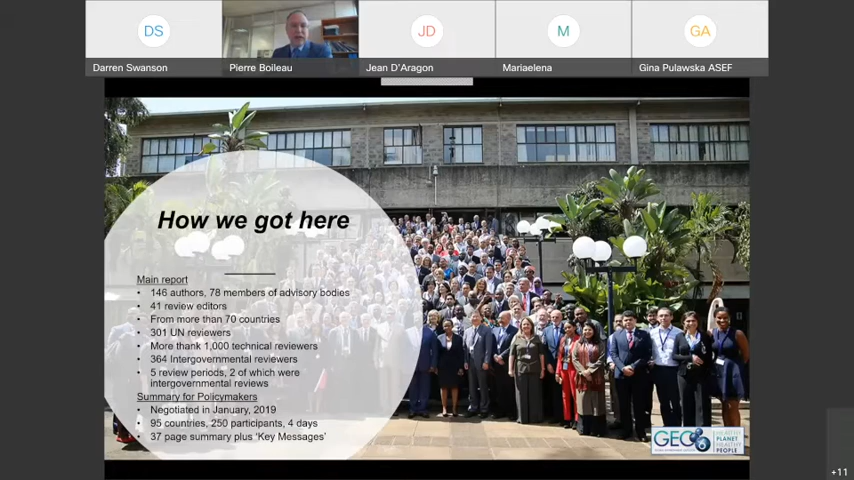 DS
JD
M
GA
Darren Swanson
Pierre Boileau
Jean D'Aragon
Mariaelena
Gina Pulawska ASEF
How we got here
Main report
• 146 authors, 78 members of advisory bodies
• 41 review editors
• From more than 70 countries
• 301 UN reviewers
• More thank 1,000 technical reviewers
• 364 Intergovernmental reviewers
• 5 review periods, 2 of which were
intergovernmental reviews
Summary for Policymakers
• Negotiated in January, 2019
• 95 countries, 250 participants, 4 days
• 37 page summary plus 'Key Messages'
GEO
HEALTHY
PLANET
HEALTHY
PEOPLE
+11